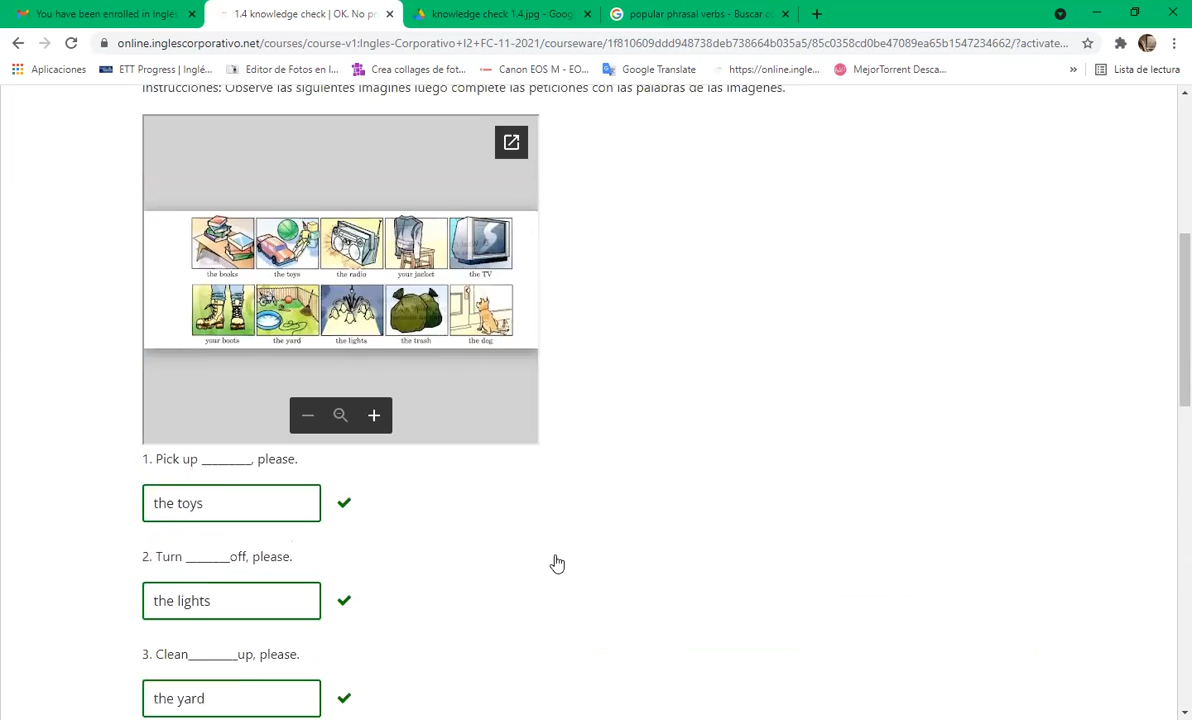 You have been enrolled in Inglés
1.4 knowledge check | OK. No pr
knowledge check 1.4.jpg - Goog
popular phrasal verbs - Buscar c
online.inglescorporativo.net/courses/course-v1:Ingles-Corporativo+I2+FC-11-2021/courseware/1f810609ddd948738deb738664b035a5/85c0358cd0be47089ea65b1547234662/?activate...
Aplicaciones ETT Progress | Inglé... Editor de Fotos en l... Crea collages de fot... Canon EOS M - EO... Google Translate https://online.ingle... MejorTorrent Desca... » Lista de lectura
Instrucciones: Observe las siguientes imagines luego complete las peticiones con las palabras de las imagenes.
the books the toys the radio your jacket the TV
your boots the yard the lights the trash the dog
1. Pick up _________, please.
the toys
2. Turn ________off, please.
the lights
3. Clean_________up, please.
the yard